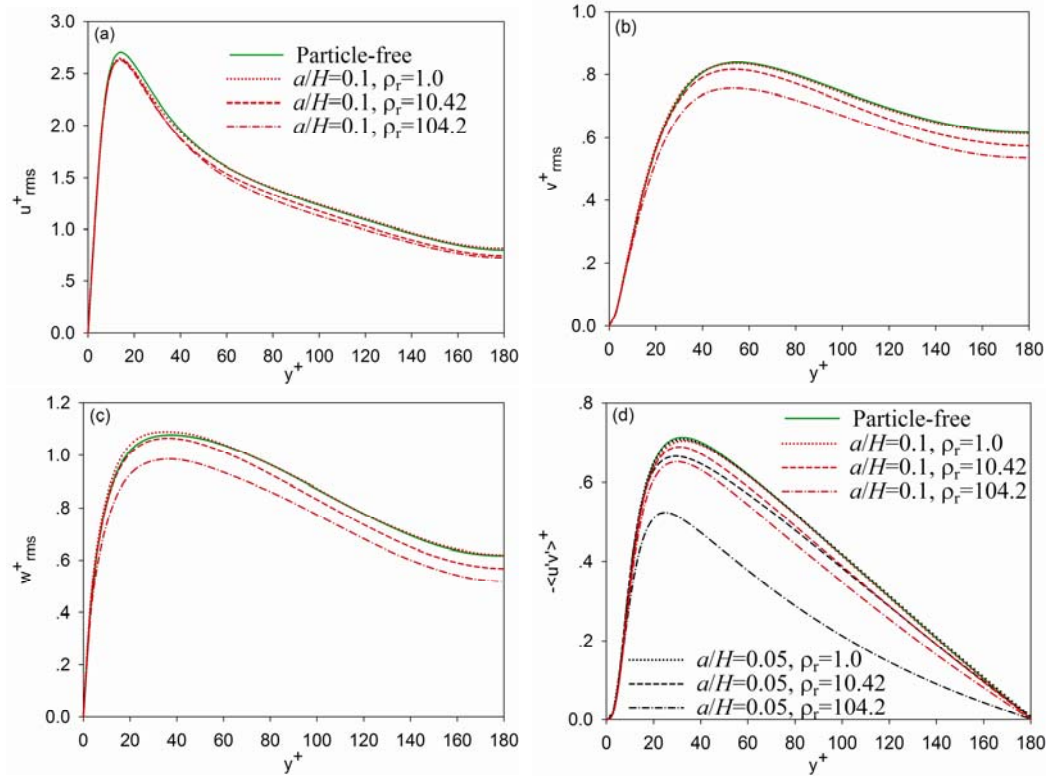 (a)
Particle-free
a/H=0.1, ρr=1.0
a/H=0.1, ρr=10.42
a/H=0.1, ρr=104.2
3.0
2.5
2.0
1.5
1.0
.5
0.0
u+rms
0 20 40 60 80 100 120 140 160 180
y+
(b)
1.0
.8
.6
.4
.2
0.0
v+rms
0 20 40 60 80 100 120 140 160 180
y+
(c)
1.2
1.0
.8
.6
.4
.2
0.0
w+rms
0 20 40 60 80 100 120 140 160 180
y+
(d)
Particle-free
a/H=0.1, ρr=1.0
a/H=0.1, ρr=10.42
a/H=0.1, ρr=104.2
.8
.6
.4
.2
0.0
-<u'v'>+
a/H=0.05, ρr=1.0
a/H=0.05, ρr=10.42
a/H=0.05, ρr=104.2
0 20 40 60 80 100 120 140 160 180
y+